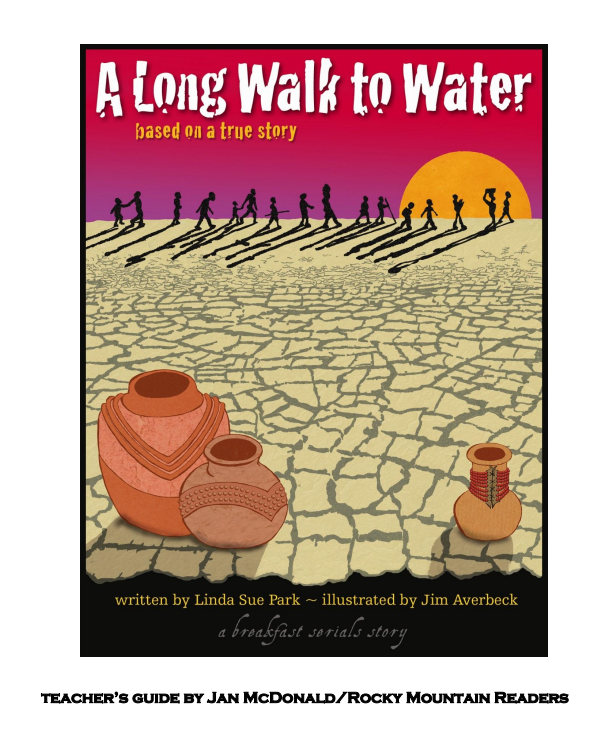 A Long Walk to Water
based on a true story
written by Linda Sue Park ~ illustrated by Jim Averbeck
a breakfast serials story
TEACHER'S GUIDE BY JAN MCDONALD/ROCKY MOUNTAIN READERS